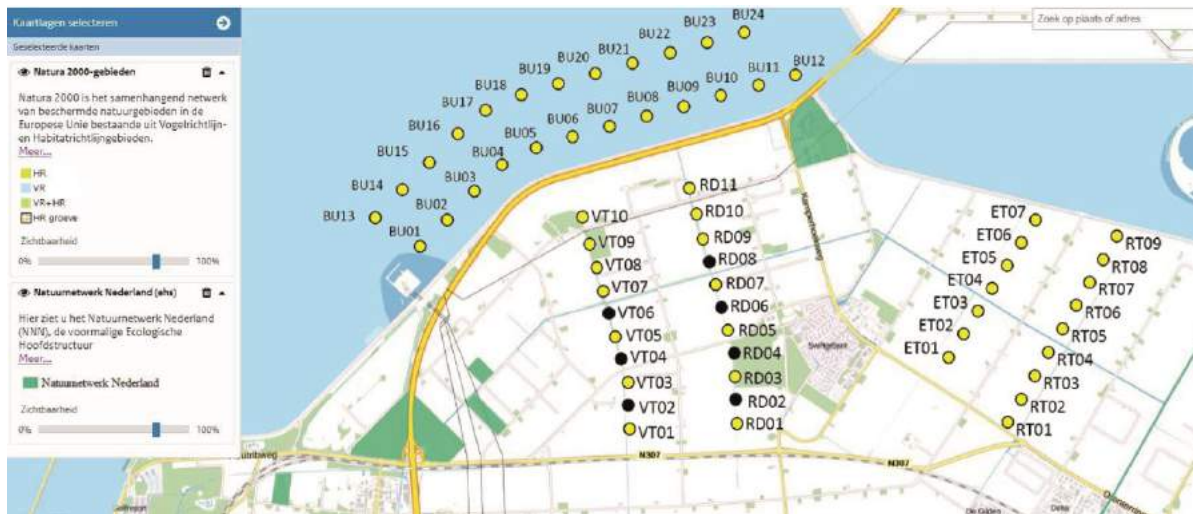 Kaartlagen selecteren
Geselecteerde kaarten
Natura 2000-gebieden
Natura 2000 is het samenhangend netwerk
van beschermde natuurgebieden in de
Europese Unie bestaande uit Vogelrichtlijn-
en Habitatrichtlijngebieden.
Meer...
HR
VR
VR+HR
HR groeve
Zichtbaarheid
0% 100%
Natuurnetwerk Nederland (ehs)
Hier ziet u het Natuurnetwerk Nederland
(NNN), de voormalige Ecologische
Hoofdstructuur
Meer...
Natuurnetwerk Nederland
Zichtbaarheid
0% 100%
Zoek op plaats of adres
BU24
BU23
BU22
BU21
BU20
BU19
BU18
BU17
BU16
BU15
BU14
BU13
BU12
BU11
BU10
BU09
BU08
BU07
BU06
BU05
BU04
BU03
BU02
BU01
VT10
VT09
VT08
VT07
VT06
VT05
VT04
VT03
VT02
VT01
RD11
RD10
RD09
RD08
RD07
RD06
RD05
RD04
RD03
RD02
RD01
ET07
ET06
ET05
ET04
ET03
ET02
ET01
RT09
RT08
RT07
RT06
RT05
RT04
RT03
RT02
RT01
Kamperhoekweg
Swifterbant
N307
N307
De Gilden